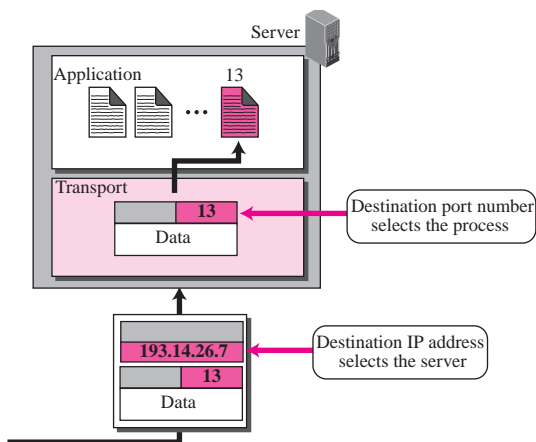 Server
Application
13
...
Transport
13
Data
Destination port number
selects the process
193.14.26.7
13
Data
Destination IP address
selects the server